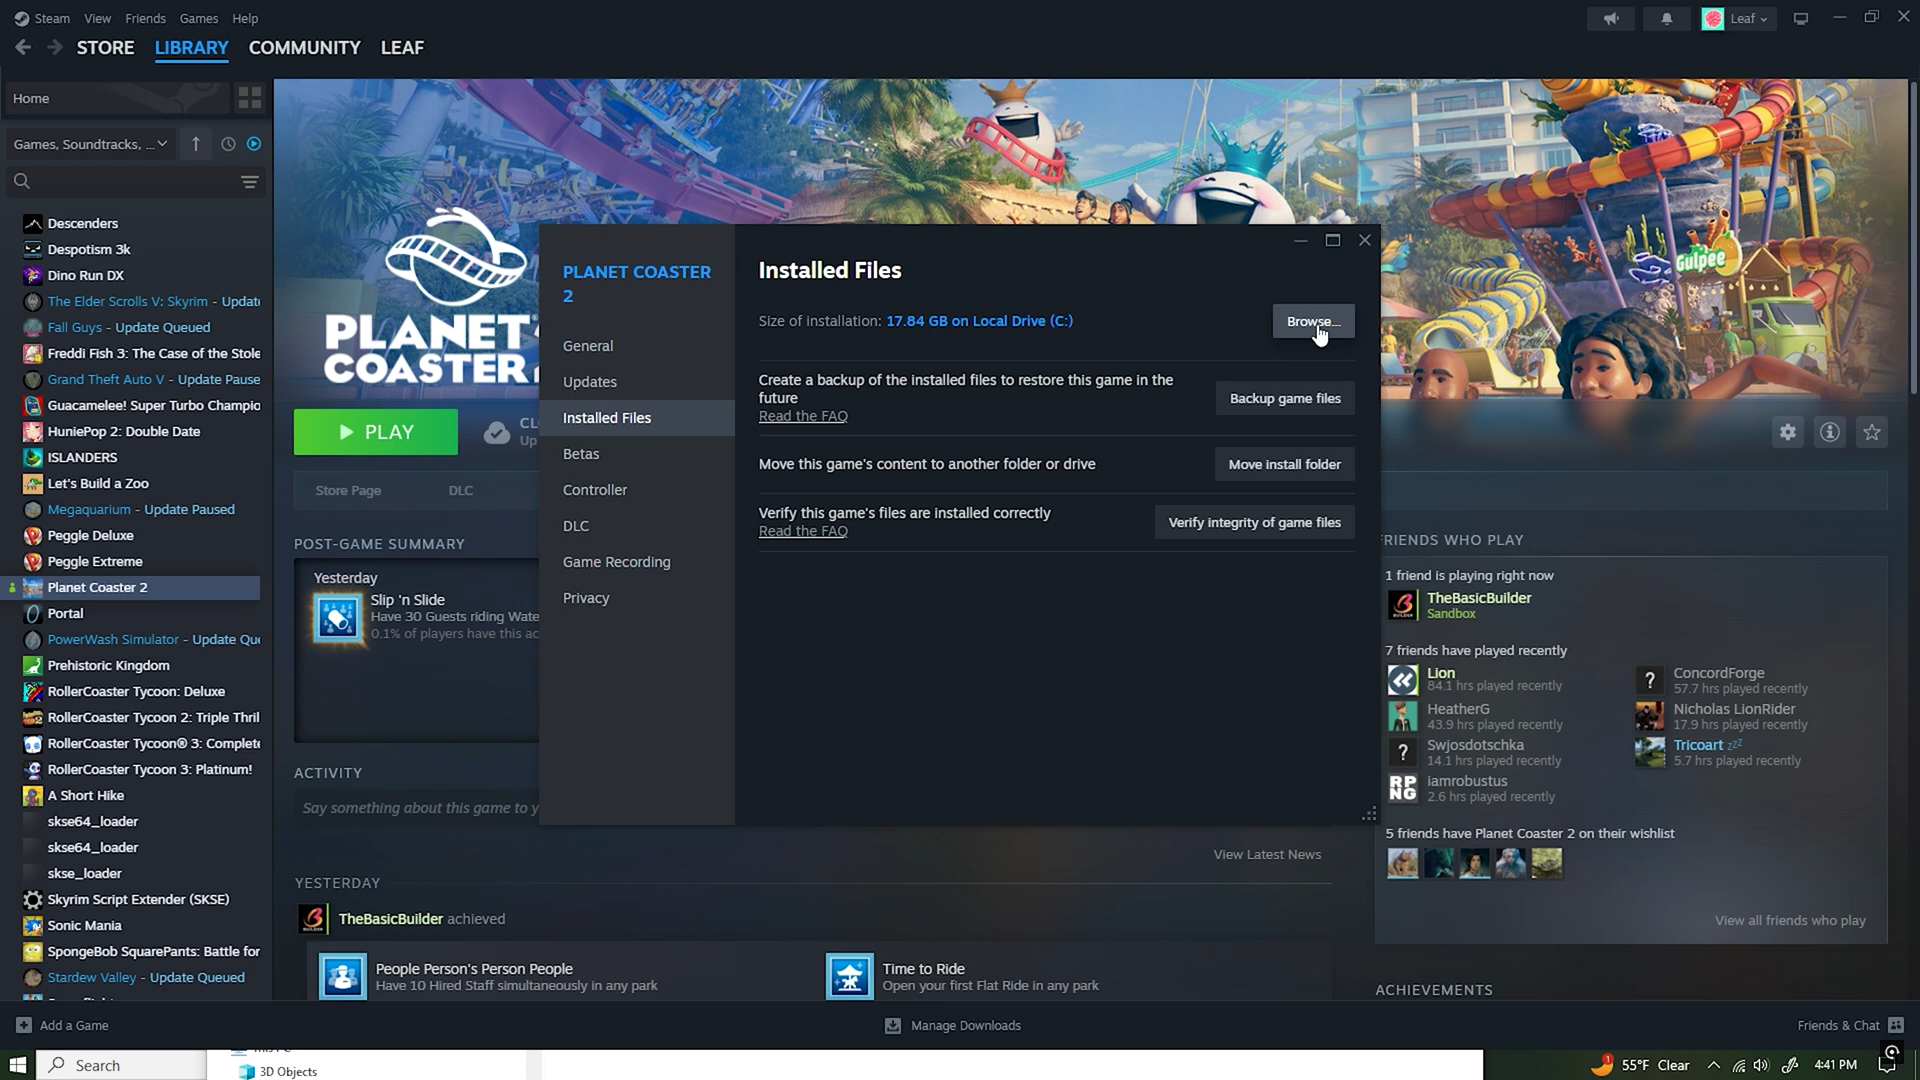 Steam View Friends Games Help
Leaf
STORE LIBRARY COMMUNITY LEAF
Home
Games, Soundtracks, ...
Descenders
Despotism 3k
Dino Run DX
The Elder Scrolls V: Skyrim - Update
Fall Guys - Update Queued
Freddi Fish 3: The Case of the Stole
Grand Theft Auto V - Update Pause
Guacamelee! Super Turbo Champio
HuniePop 2: Double Date
ISLANDERS
Let's Build a Zoo
Megaquarium - Update Paused
Peggle Deluxe
Peggle Extreme
Planet Coaster 2
Portal
PowerWash Simulator - Update Que
Prehistoric Kingdom
RollerCoaster Tycoon: Deluxe
RollerCoaster Tycoon 2: Triple Thril
RollerCoaster Tycoon® 3: Complete
RollerCoaster Tycoon 3: Platinum!
A Short Hike
skse64_loader
skse64_loader
skse_loader
Skyrim Script Extender (SKSE)
Sonic Mania
SpongeBob SquarePants: Battle for
Stardew Valley - Update Queued
PLANET
COASTER
Gulpee
PLAY
CL
Up
Store Page DLC
POST-GAME SUMMARY
Yesterday
Slip 'n Slide
Have 30 Guests riding Wate
0.1% of players have this ac
ACTIVITY
Say something about this game to y
PLANET COASTER
2
General
Updates
Installed Files
Betas
Controller
DLC
Game Recording
Privacy
Installed Files
Size of installation: 17.84 GB on Local Drive (C:)
Browse...
Create a backup of the installed files to restore this game in the
future
Read the FAQ
Backup game files
Move this game's content to another folder or drive
Move install folder
Verify this game's files are installed correctly
Read the FAQ
Verify integrity of game files
View Latest News
YESTERDAY
TheBasicBuilder achieved
People Person's Person People
Have 10 Hired Staff simultaneously in any park
Time to Ride
Open your first Flat Ride in any park
FRIENDS WHO PLAY
1 friend is playing right now
TheBasicBuilder
Sandbox
7 friends have played recently
Lion
84.1 hrs played recently
ConcordForge
57.7 hrs played recently
HeatherG
43.9 hrs played recently
Nicholas LionRider
17.9 hrs played recently
Swjosdotschka
14.1 hrs played recently
Tricoart zzz
5.7 hrs played recently
RP
NG
iamrobustus
2.6 hrs played recently
5 friends have Planet Coaster 2 on their wishlist
View all friends who play
ACHIEVEMENTS
Add a Game
Manage Downloads
Friends & Chat
Search
3D Objects
1
55°F Clear
4:41 PM